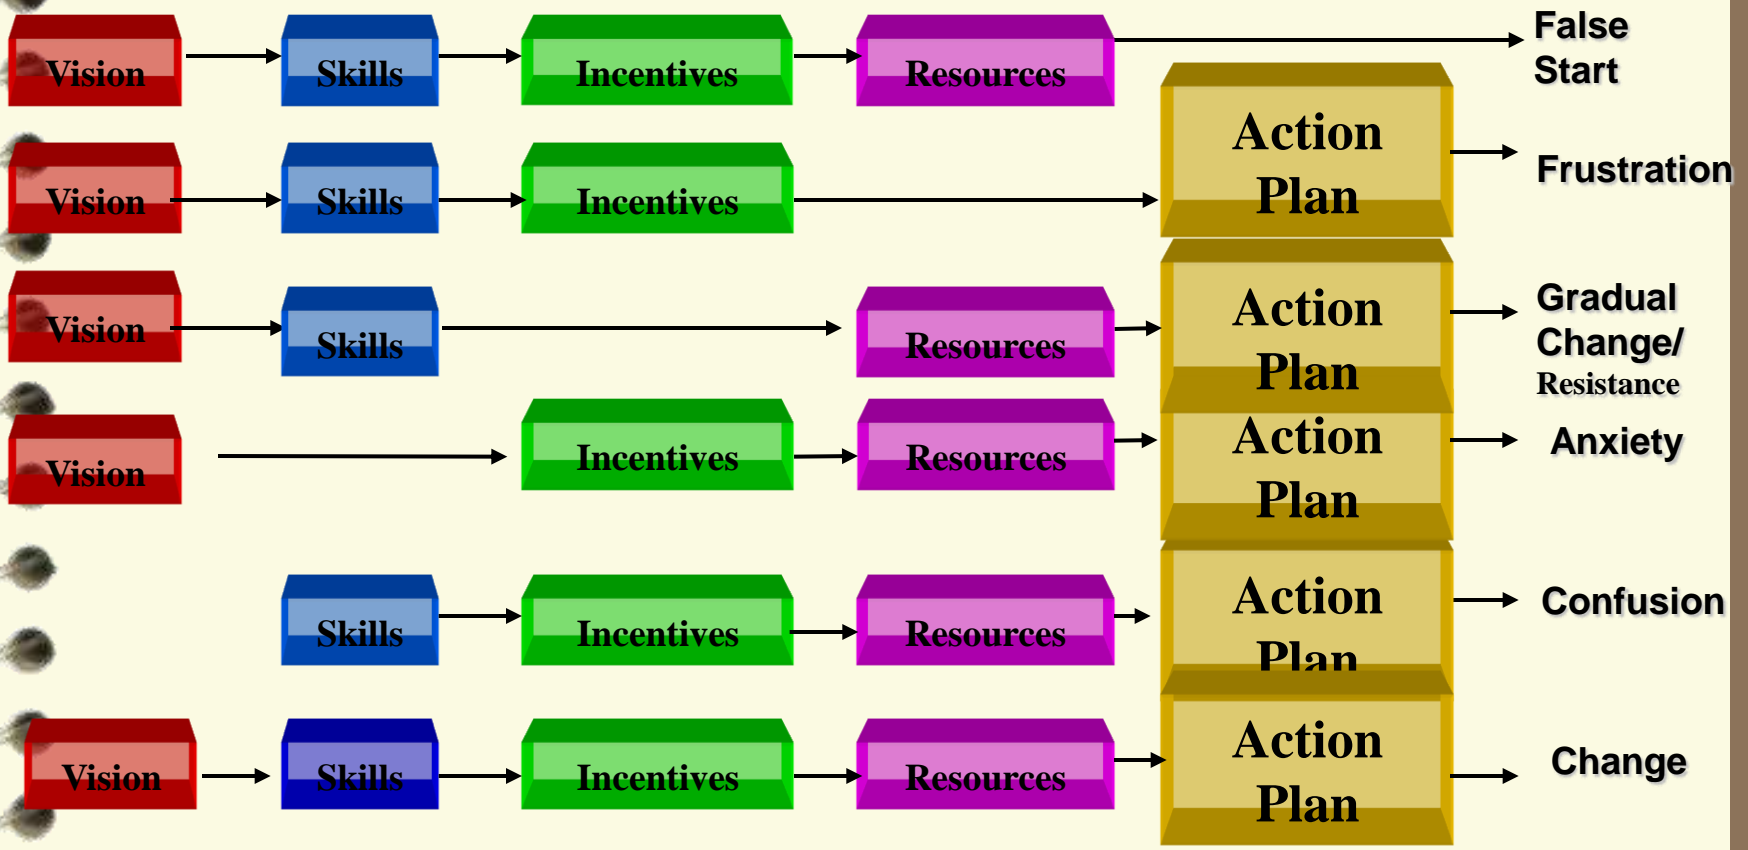 Vision
Skills
Incentives
Resources
False
Start
Vision
Skills
Incentives
Action
Plan
Frustration
Vision
Skills
Resources
Action
Plan
Gradual
Change/
Resistance
Vision
Incentives
Resources
Action
Plan
Anxiety
Skills
Incentives
Resources
Action
Plan
Confusion
Vision
Skills
Incentives
Resources
Action
Plan
Change